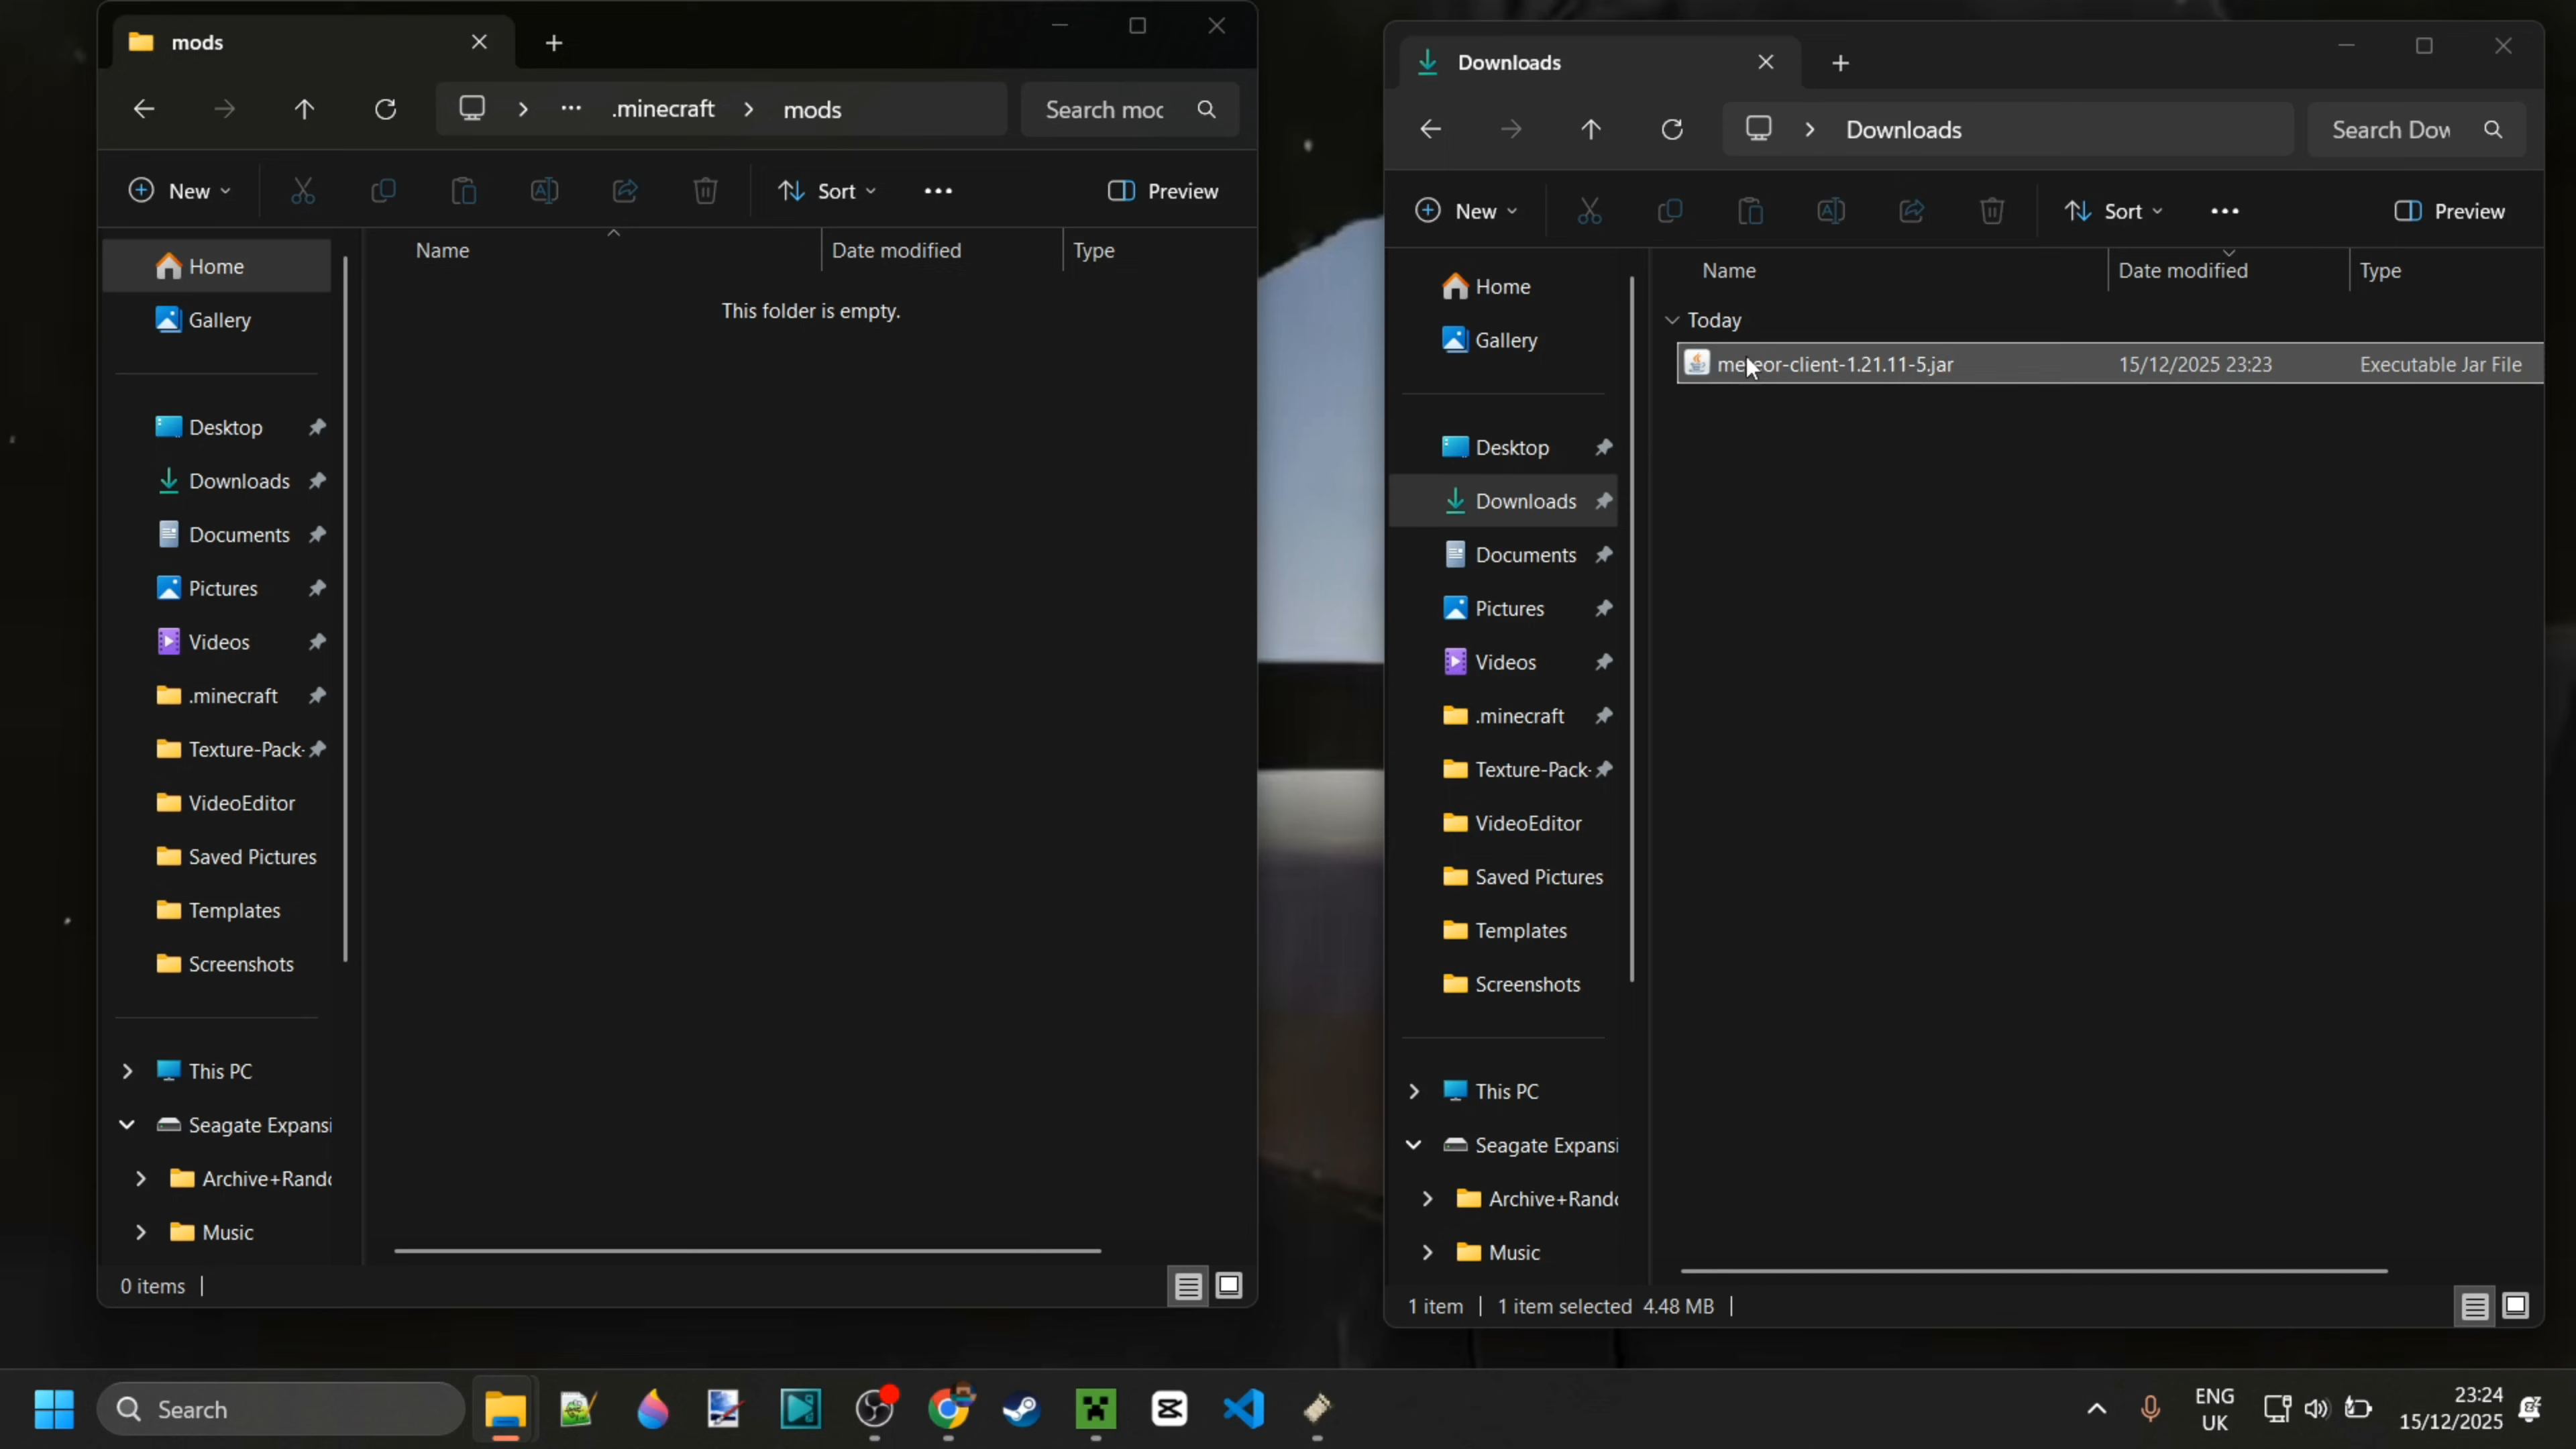 mods
.minecraft
mods
Search moc
New
Sort
Preview
Name
Date modified
Type
This folder is empty.
Home
Gallery
Desktop
Downloads
Documents
Pictures
Videos
.minecraft
Texture-Pack-
VideoEditor
Saved Pictures
Templates
Screenshots
This PC
Seagate Expansi
Archive+Rando
Music
0 items
Downloads
Downloads
Search Dow
New
Sort
Preview
Name
Date modified
Type
Today
meteor-client-1.21.11-5.jar
15/12/2025 23:23
Executable Jar File
Home
Gallery
Desktop
Downloads
Documents
Pictures
Videos
.minecraft
Texture-Pack-
VideoEditor
Saved Pictures
Templates
Screenshots
This PC
Seagate Expansi
Archive+Rando
Music
1 item
1 item selected 4.48 MB
Search
ENG
UK
23:24
15/12/2025